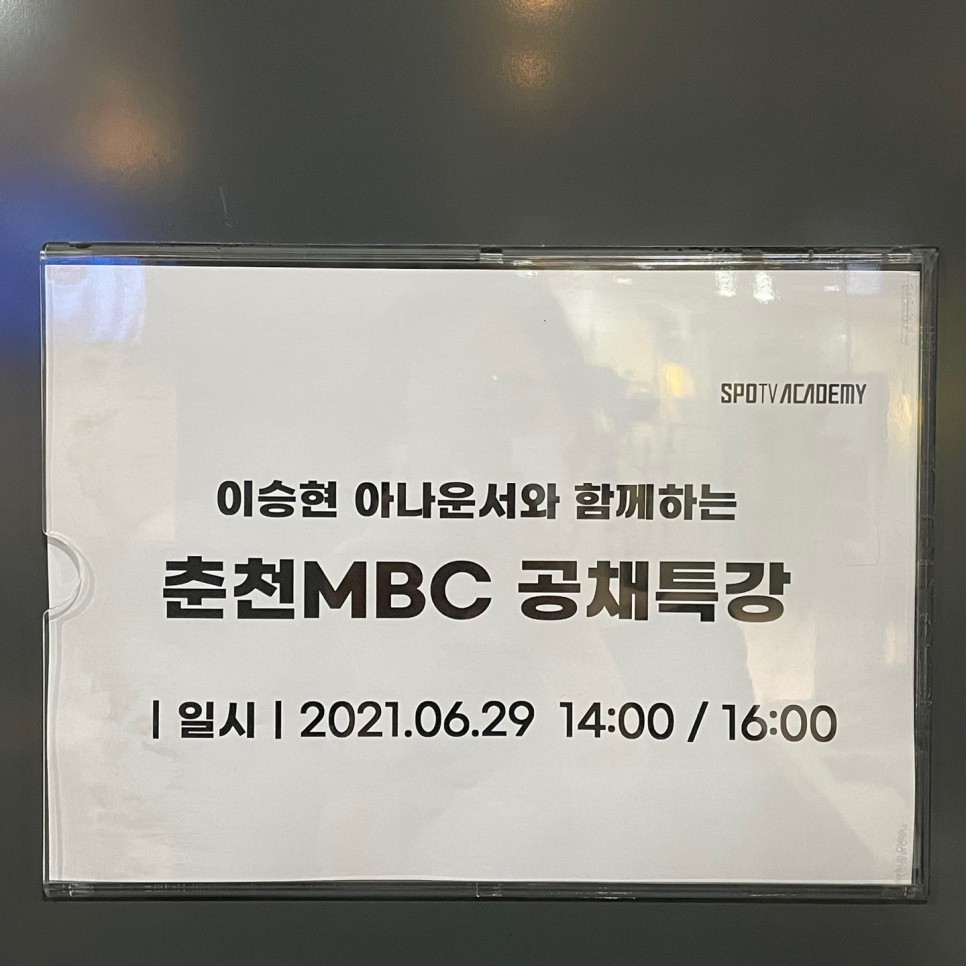 SPOTV ACADEMY
이승현 아나운서와 함께하는
춘천MBC 공채특강
| 일시 | 2021.06.29 14:00 / 16:00